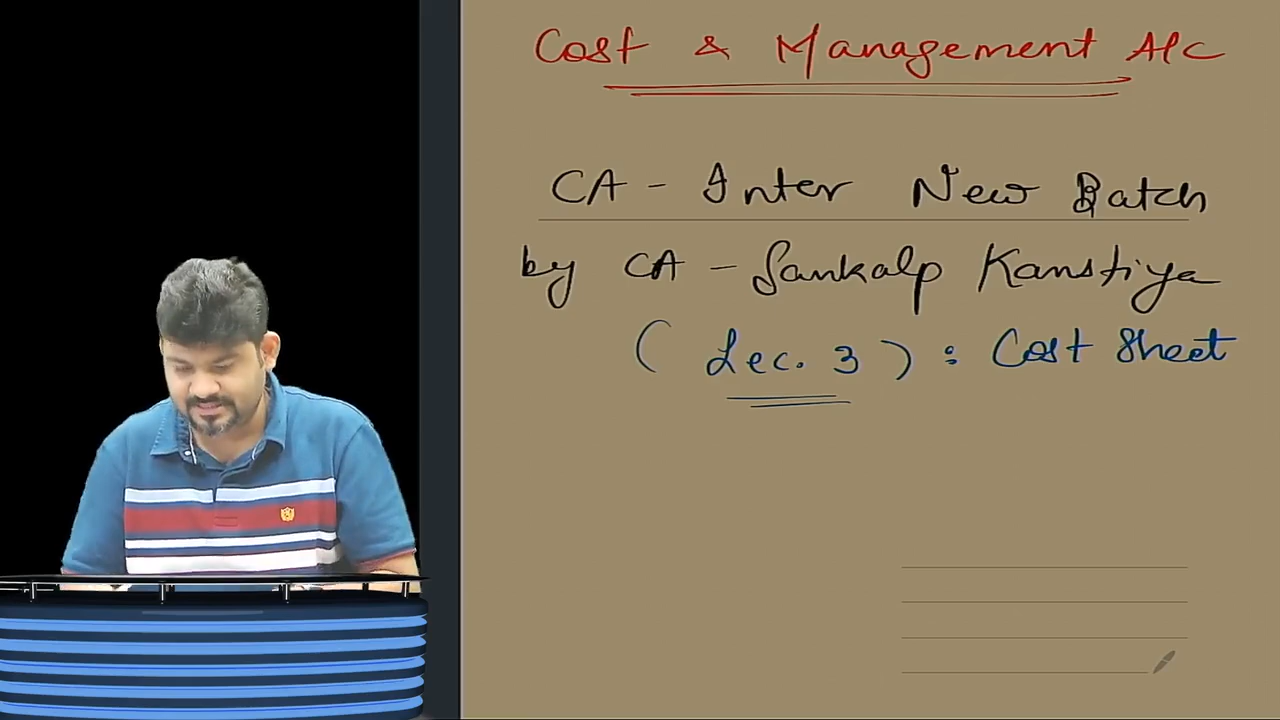 Cost & Management A/c
CA - Inter New Batch
by CA - Sankalp Kanstiya
( Lec. 3 ) : Cost Sheet